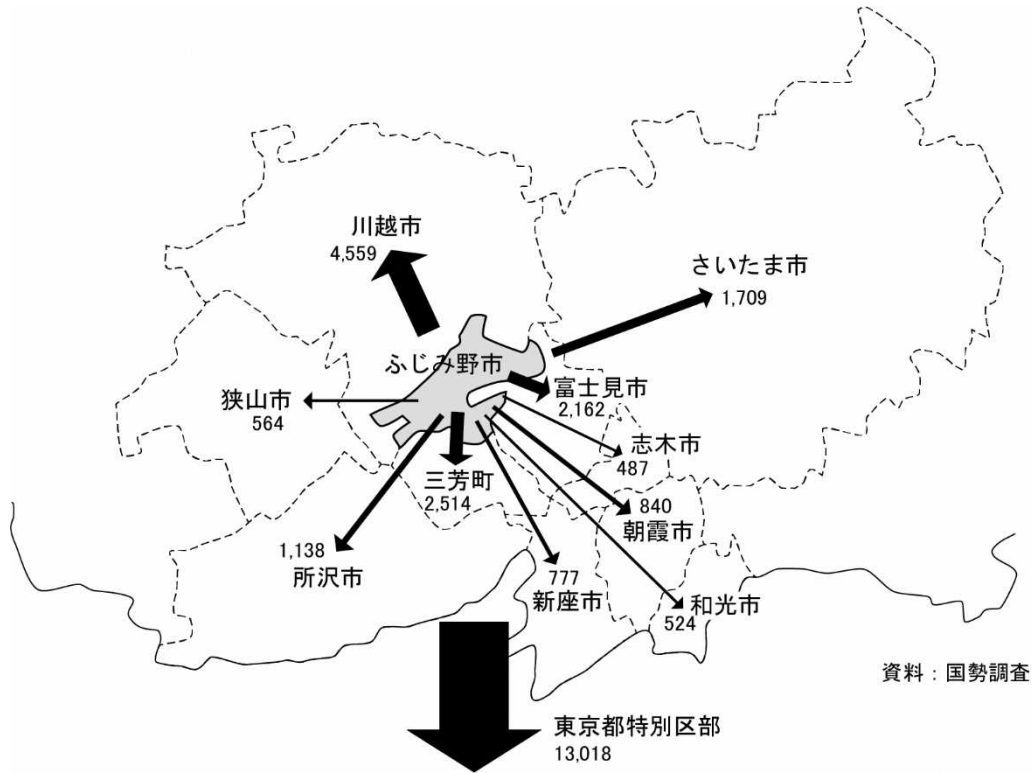 川越市
4,559
さいたま市
1,709
ふじみ野市
富士見市
2,162
狭山市
564
志木市
487
三芳町
2,514
840
朝霞市
1,138
所沢市
777
新座市
和光市
524
資料：国勢調査
東京都特別区部
13,018